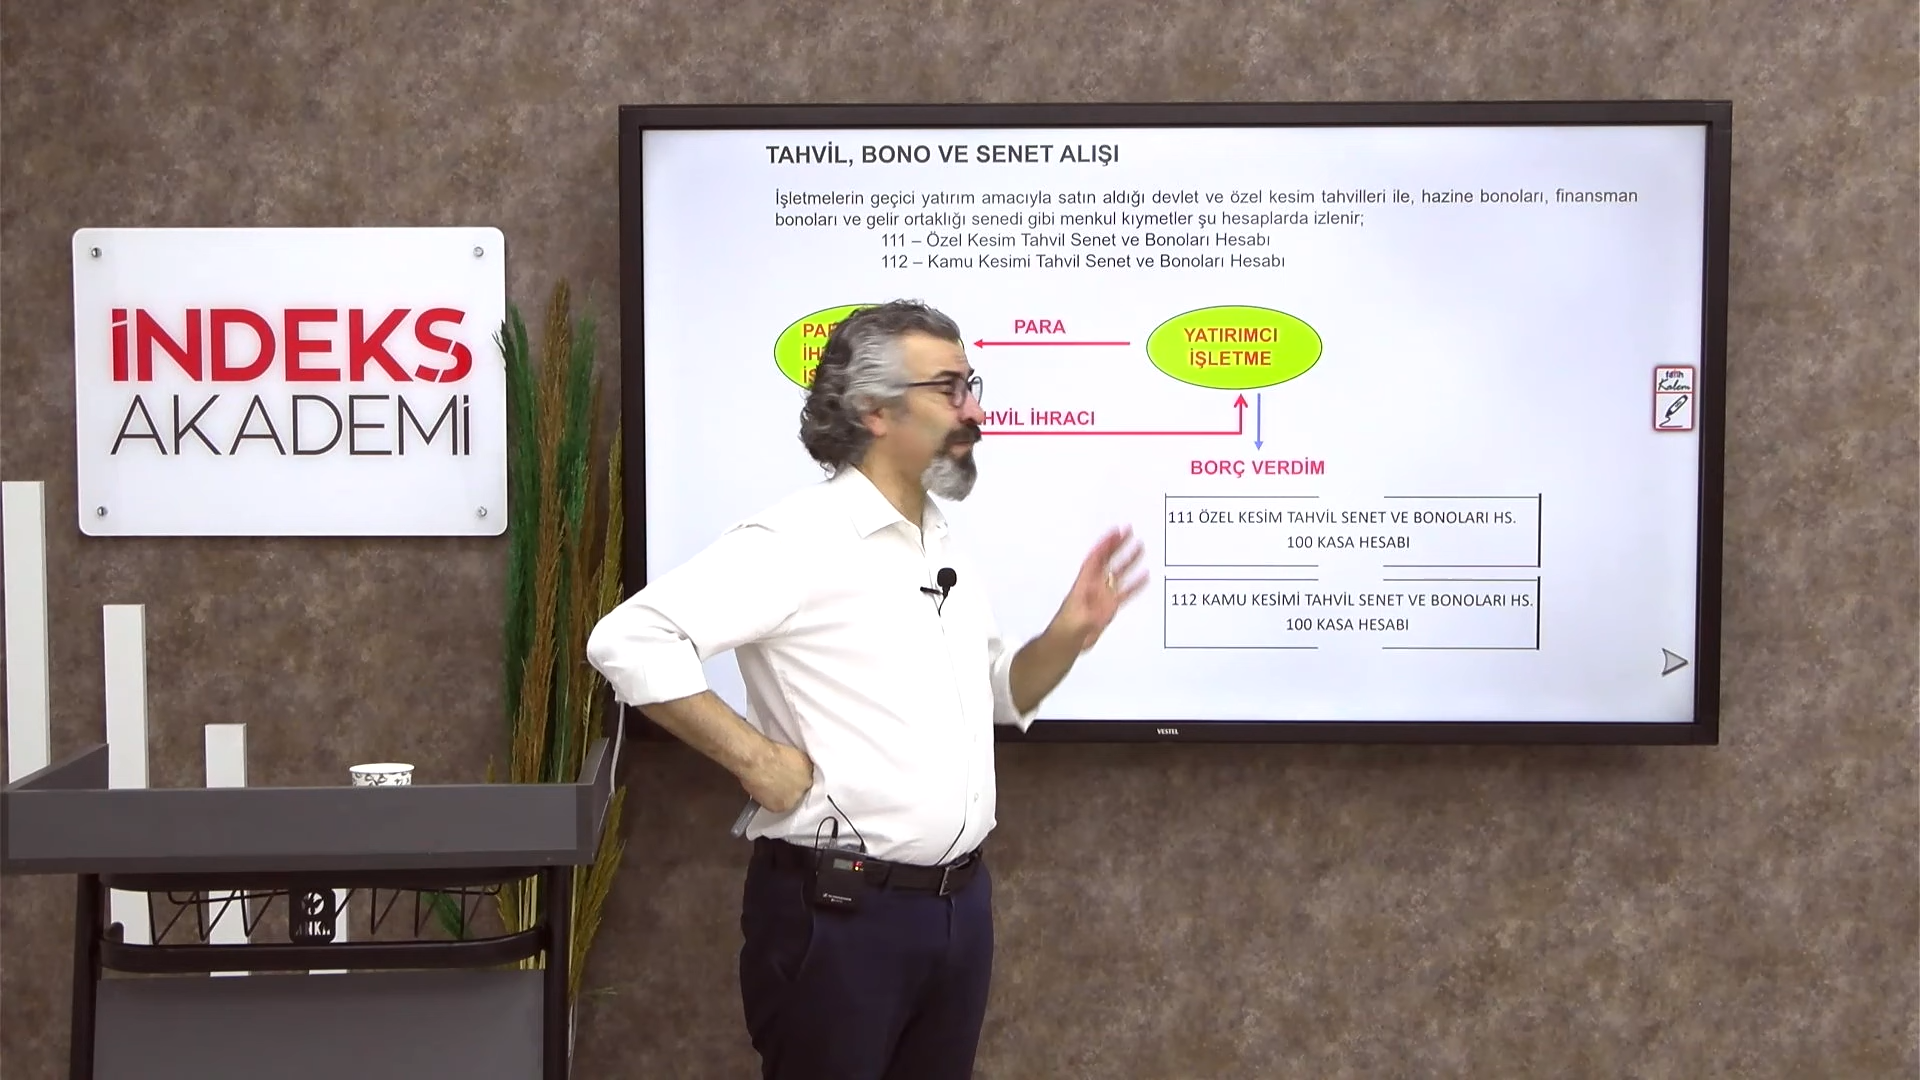 İNDEKS
AKADEMİ
TAHVİL, BONO VE SENET ALIŞI
İşletmelerin geçici yatırım amacıyla satın aldığı devlet ve özel kesim tahvilleri ile, hazine bonoları, finansman
bonoları ve gelir ortaklığı senedi gibi menkul kıymetler şu hesaplarda izlenir;
111 – Özel Kesim Tahvil Senet ve Bonoları Hesabı
112 – Kamu Kesimi Tahvil Senet ve Bonoları Hesabı
PARA
YATIRIMCI
İŞLETME
İHRACI
BORÇ VERDİM
111 ÖZEL KESİM TAHVİL SENET VE BONOLARI HS.
100 KASA HESABI
112 KAMU KESİMİ TAHVİL SENET VE BONOLARI HS.
100 KASA HESABI
Kalem
VESTEL